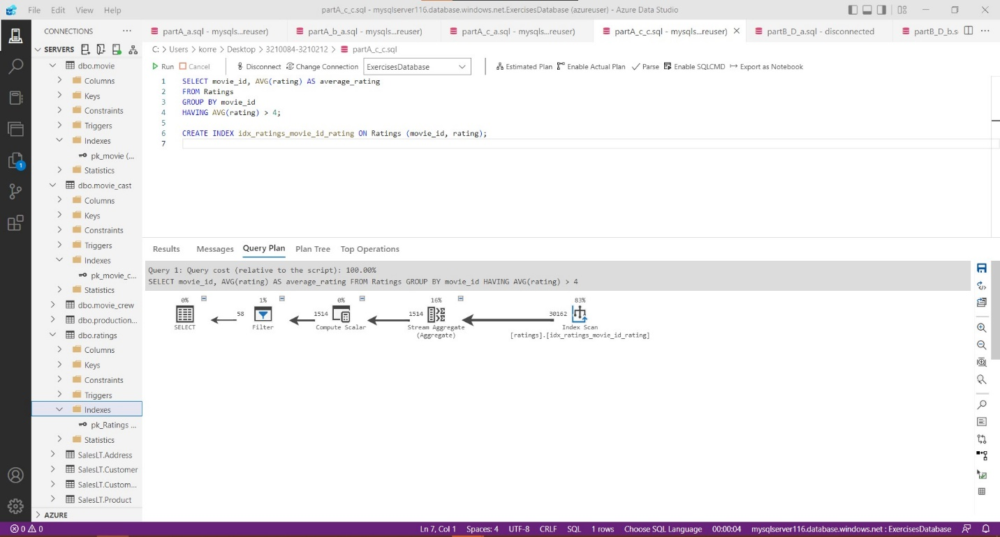 File Edit View Help
partA_c_c.sql - mysqlserver116.database.windows.net.ExercisesDatabase (azureuser) - Azure Data Studio
CONNECTIONS
SERVERS
dbo.movie
Columns
Keys
Constraints
Triggers
Indexes
pk_movie (...
Statistics
dbo.movie_cast
Columns
Keys
Constraints
Triggers
Indexes
pk_movie_c...
Statistics
dbo.movie_crew
dbo.production...
dbo.ratings
Columns
Keys
Constraints
Triggers
Indexes
pk_Ratings ...
Statistics
SalesLT.Address
SalesLT.Customer
SalesLT.Custom...
SalesLT.Product
AZURE
1
partA_a.sql - mysqls...reuser)
partA_b_a.sql - mysqls...reuser)
partA_c_a.sql - mysqls...reuser)
partA_c_c.sql - mysqls...reuser)
partB_D_a.sql - disconnected
partB_D_b.s
C: > Users > korre > Desktop > 3210084-3210212 > partA_c_c.sql
Run Cancel Disconnect Change Connection ExercisesDatabase Estimated Plan Enable Actual Plan Parse Enable SQLCMD Export as Notebook
1 SELECT movie_id, AVG(rating) AS average_rating
2 FROM Ratings
3 GROUP BY movie_id
4 HAVING AVG(rating) > 4;
5
6 CREATE INDEX idx_ratings_movie_id_rating ON Ratings (movie_id, rating);
7
Results Messages Query Plan Plan Tree Top Operations
Query 1: Query cost (relative to the script): 100.00%
SELECT movie_id, AVG(rating) AS average_rating FROM Ratings GROUP BY movie_id HAVING AVG(rating) > 4
0% 1% 0% 16% 83%
58 1514 1514 30162
SELECT Filter Compute Scalar Stream Aggregate Index Scan
(Aggregate) [ratings].[idx_ratings_movie_id_rating]
0 0 Ln 7, Col 1 Spaces: 4 UTF-8 CRLF SQL 1 rows Choose SQL Language 00:00:04 mysqlserver116.database.windows.net : ExercisesDatabase